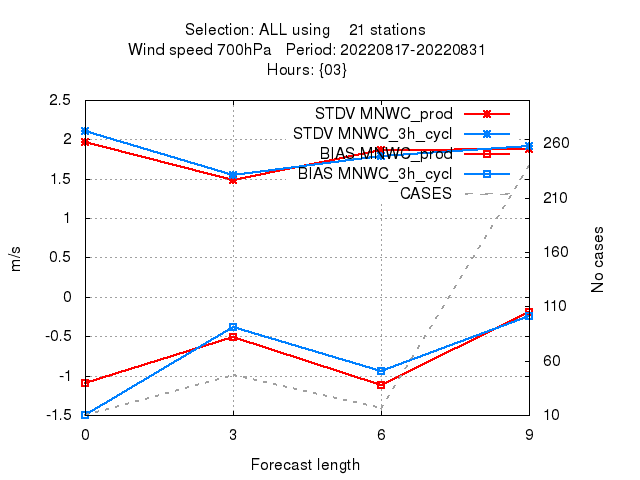 Selection: ALL using 21 stations
Wind speed 700hPa Period: 20220817-20220831
Hours: {03}
STDV MNWC_prod
STDV MNWC_3h_cycl
BIAS MNWC_prod
BIAS MNWC_3h_cycl
CASES
2.5
2
1.5
1
0.5
0
-0.5
-1
-1.5
m/s
260
210
160
110
60
10
No cases
0 3 6 9
Forecast length